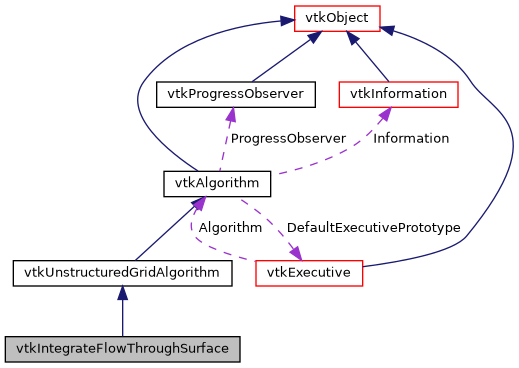 vtkObject
vtkProgressObserver
vtkInformation
ProgressObserver
Information
vtkAlgorithm
Algorithm
DefaultExecutivePrototype
vtkUnstructuredGridAlgorithm
vtkExecutive
vtkIntegrateFlowThroughSurface